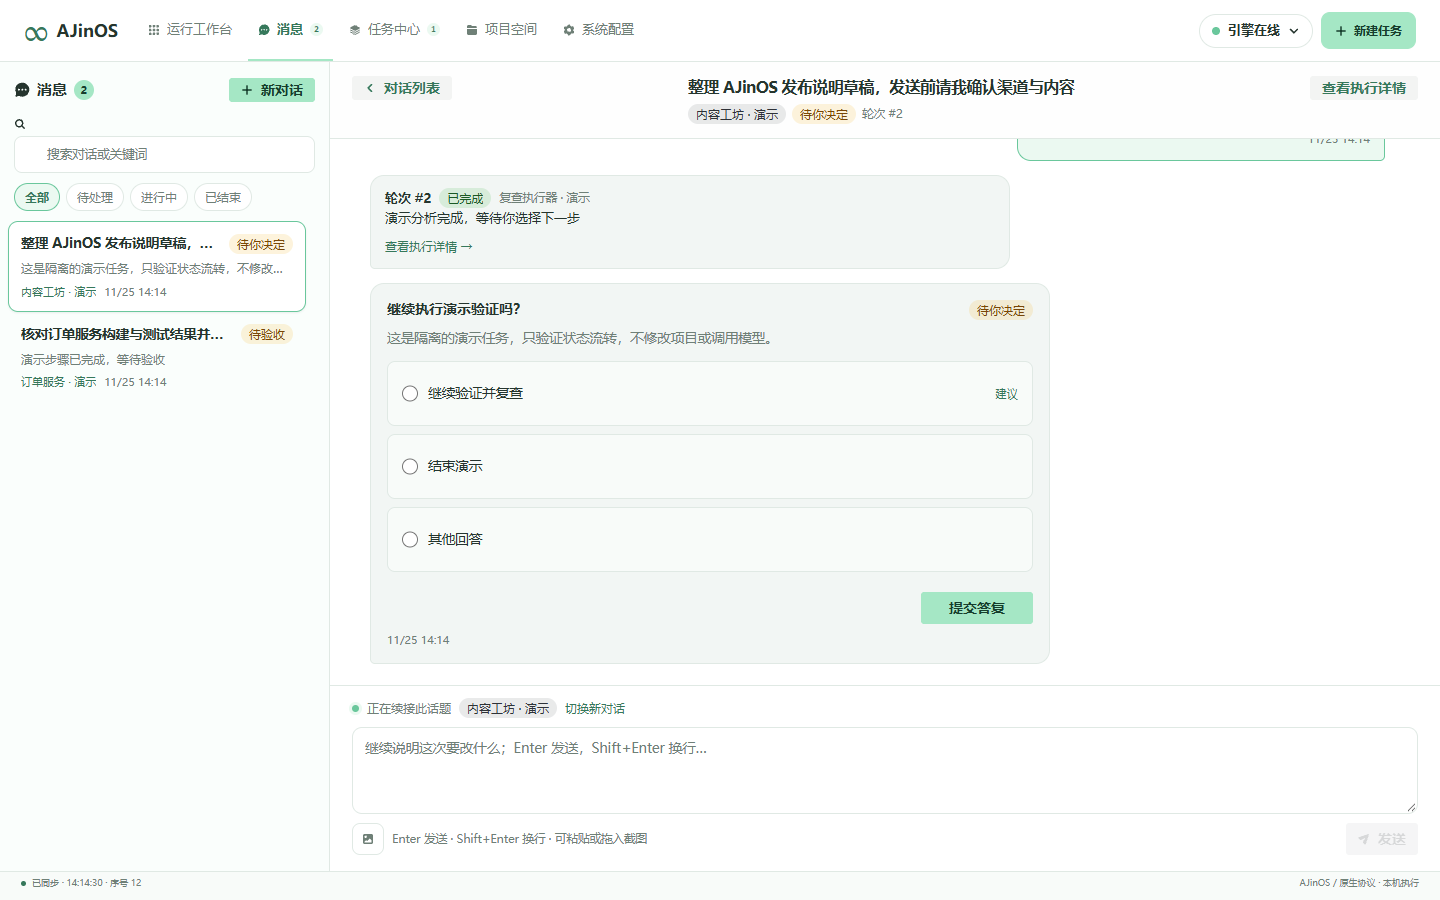 AJinOS
运行工作台
消息 2
任务中心 1
项目空间
系统配置
引擎在线
新建任务
消息 2
新对话
搜索对话或关键词
全部
待处理
进行中
已结束
整理 AJinOS 发布说明草稿，...
待你决定
这是隔离的演示任务，只验证状态流转，不修改...
内容工坊 · 演示 11/25 14:14
核对订单服务构建与测试结果并...
待验收
演示步骤已完成，等待验收
订单服务 · 演示 11/25 14:14
对话列表
整理 AJinOS 发布说明草稿，发送前请我确认渠道与内容
内容工坊 · 演示 待你决定 轮次 #2
查看执行详情
11/25 14:14
轮次 #2 已完成 复查执行器 · 演示
演示分析完成，等待你选择下一步
查看执行详情 →
继续执行演示验证吗？
待你决定
这是隔离的演示任务，只验证状态流转，不修改项目或调用模型。
继续验证并复查
建议
结束演示
其他回答
提交答复
11/25 14:14
正在续接此话题 内容工坊 · 演示 切换新对话
继续说明这次要改什么；Enter 发送，Shift+Enter 换行...
Enter 发送 · Shift+Enter 换行 · 可粘贴或拖入截图
发送
已同步 · 14:14:30 · 序号 12
AJinOS / 原生协议 · 本机执行